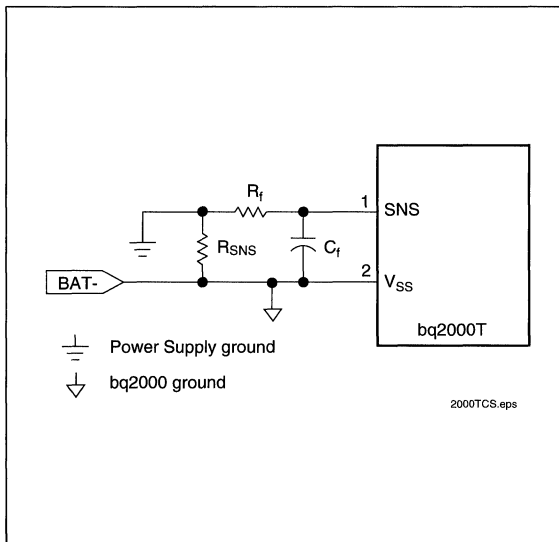 R_f
1 SNS
R_SNS
C_f
BAT-
2 V_SS
bq2000T
Power Supply ground
bq2000 ground
2000TCS.eps